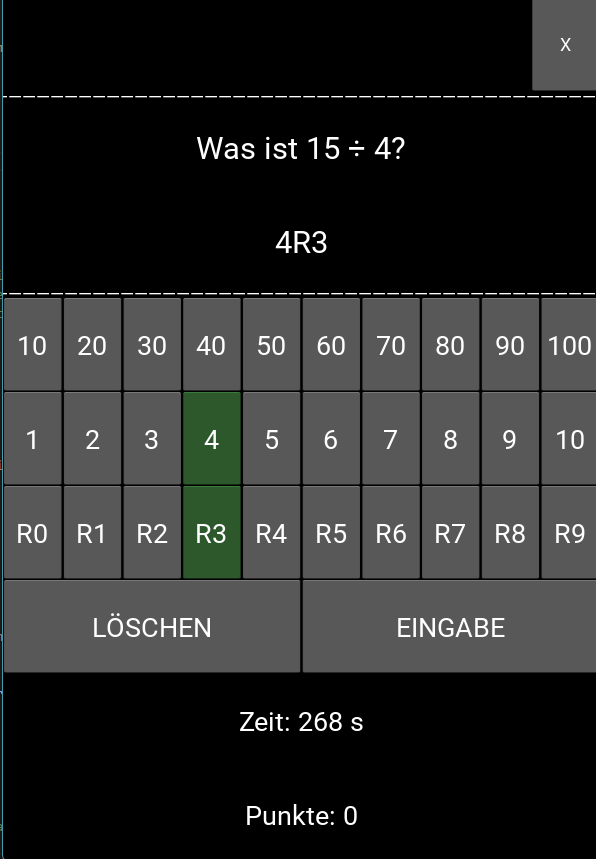 X
Was ist 15 ÷ 4?
4R3
10 20 30 40 50 60 70 80 90 100
1 2 3 4 5 6 7 8 9 10
R0 R1 R2 R3 R4 R5 R6 R7 R8 R9
LÖSCHEN EINGABE
Zeit: 268 s
Punkte: 0